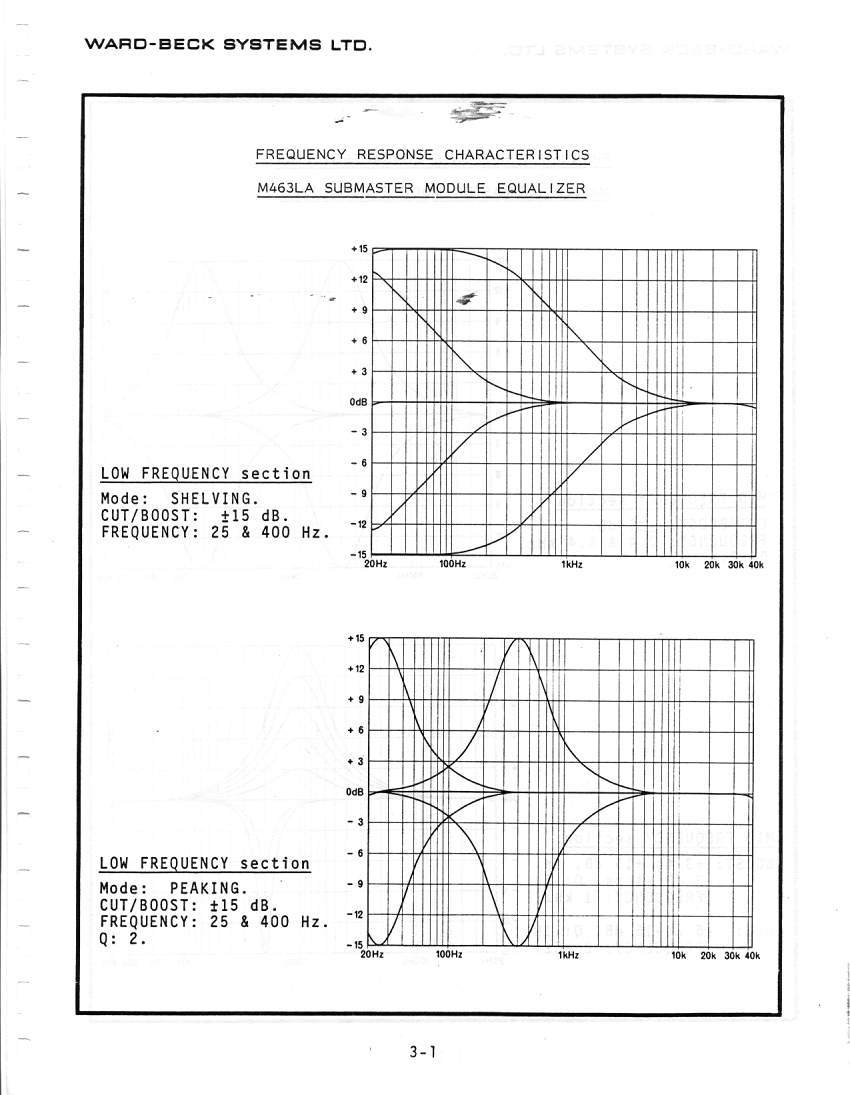 WARD-BECK SYSTEMS LTD.
FREQUENCY RESPONSE CHARACTERISTICS
M463LA SUBMASTER MODULE EQUALIZER
+15
+12
+ 9
+ 6
+ 3
0dB
- 3
- 6
- 9
-12
-15
20Hz 100Hz 1kHz 10k 20k 30k 40k
LOW FREQUENCY section
Mode: SHELVING.
CUT/BOOST: ±15 dB.
FREQUENCY: 25 & 400 Hz.
+15
+12
+ 9
+ 6
+ 3
0dB
- 3
- 6
- 9
-12
-15
20Hz 100Hz 1kHz 10k 20k 30k 40k
LOW FREQUENCY section
Mode: PEAKING.
CUT/BOOST: ±15 dB.
FREQUENCY: 25 & 400 Hz.
Q: 2.
3-1